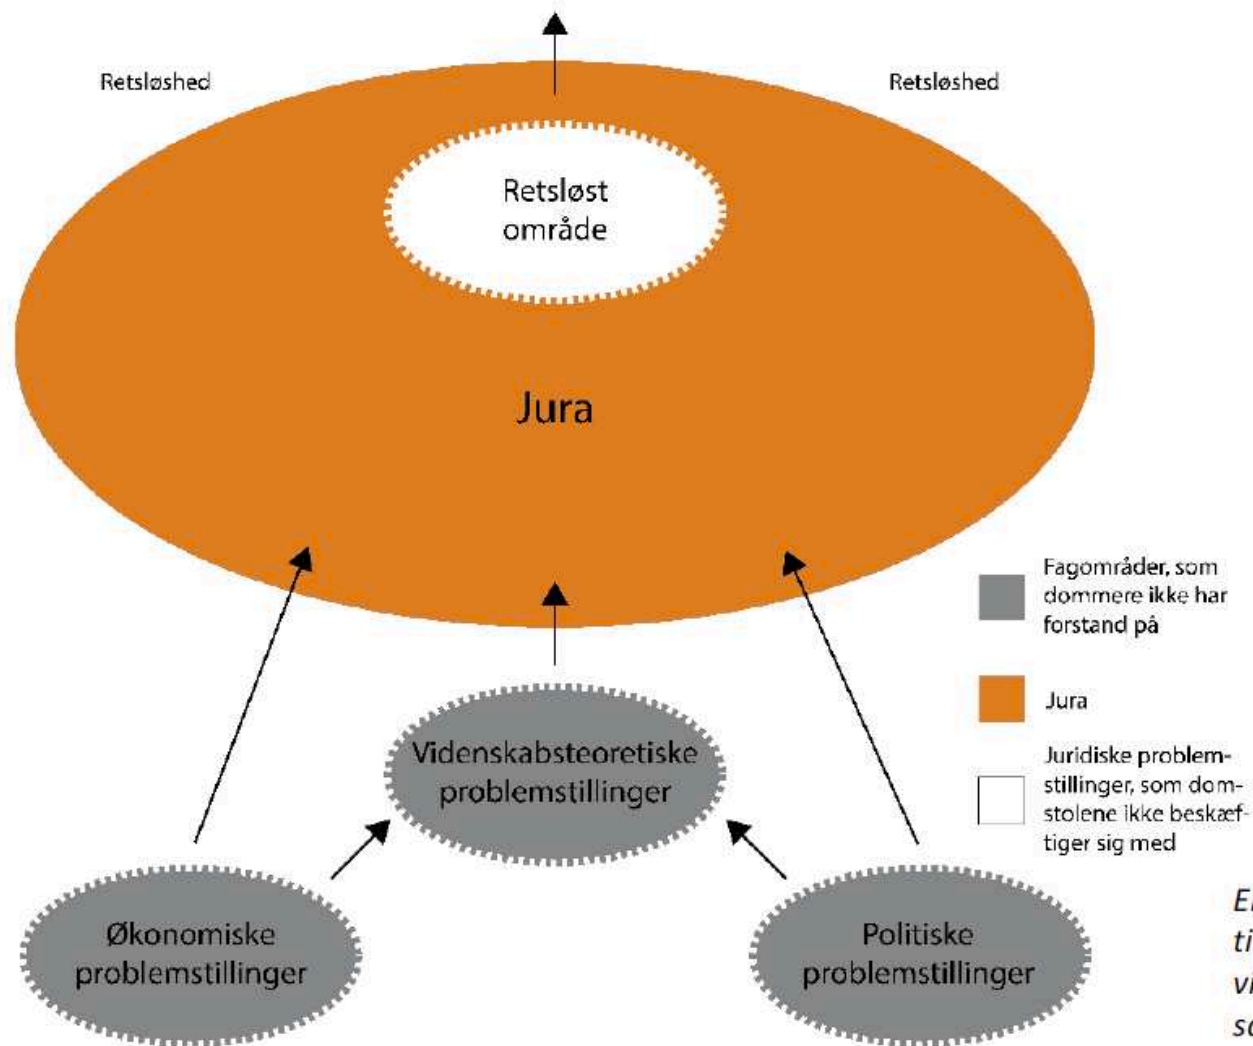 Retsløshed
Retsløshed
Retsløst
område
Jura
Fagområder, som
dommere ikke har
forstand på
Jura
Juridiske problem-
stillinger, som dom-
stolene ikke beskæf-
tiger sig med
Videnskabsteoretiske
problemstillinger
Økonomiske
problemstillinger
Politiske
problemstillinger